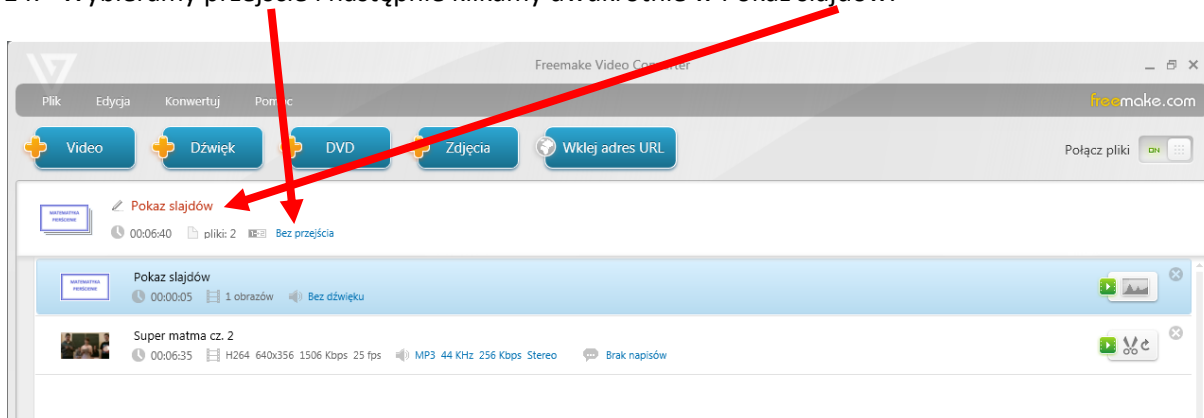 Wybieramy przejście i następnie klikamy dwukrotnie w Pokaz slajdów.
Freemake Video Converter
Plik Edycja Konwertuj Pomoc
freemake.com
Video Dźwięk DVD Zdjęcia Wklej adres URL
Połącz pliki ON
Pokaz slajdów
00:06:40 pliki: 2 Bez przejścia
Pokaz slajdów
00:00:05 1 obrazów Bez dźwięku
Super matma cz. 2
00:06:35 H264 640x356 1506 Kbps 25 fps MP3 44 KHz 256 Kbps Stereo Brak napisów